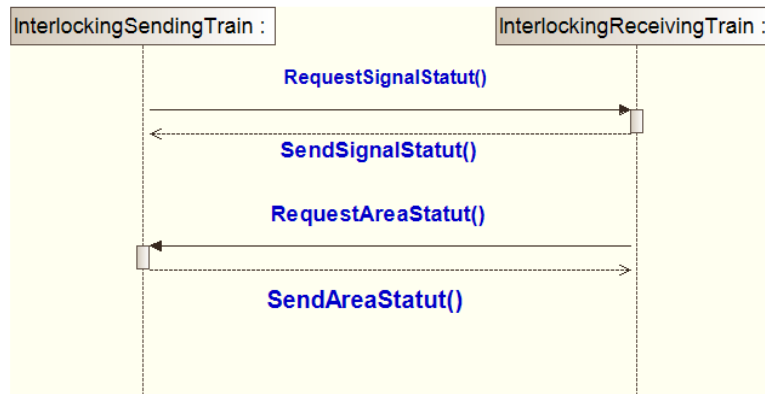 InterlockingSendingTrain :
InterlockingReceivingTrain :
RequestSignalStatut()
SendSignalStatut()
RequestAreaStatut()
SendAreaStatut()